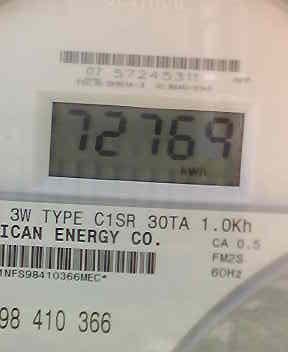 07 57245311
72769
kWh
3W TYPE C1SR 30TA 1.0Kh
ICAN ENERGY CO.
CA 0.5
FM2S
60Hz
1NFS98410366MEC*
98 410 366